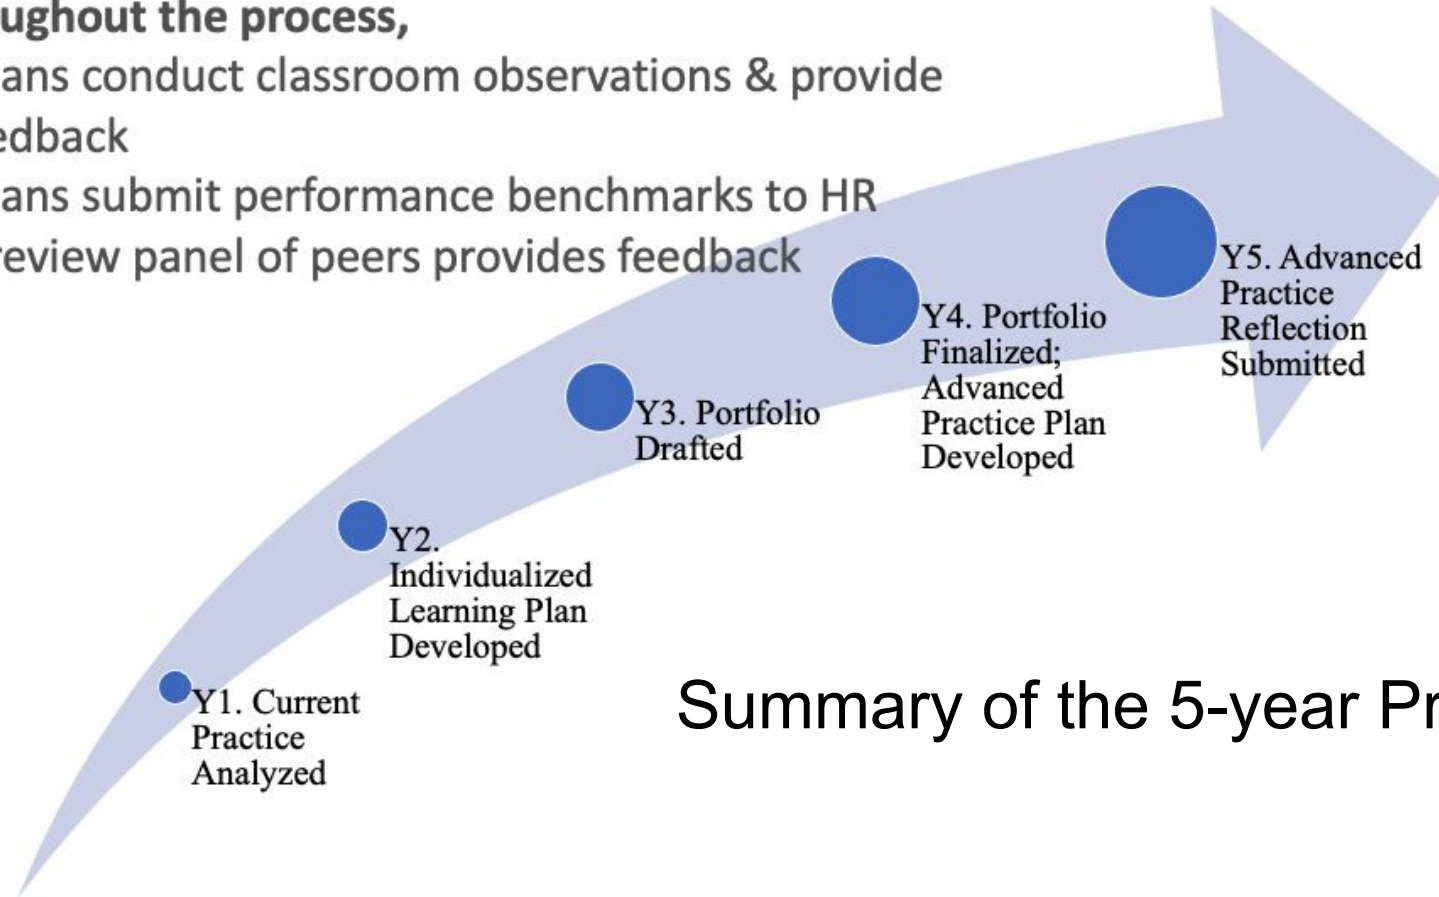 ughout the process,
ans conduct classroom observations & provide
edback
ans submit performance benchmarks to HR
review panel of peers provides feedback
Y5. Advanced
Practice
Reflection
Submitted
Y4. Portfolio
Finalized;
Advanced
Practice Plan
Developed
Y3. Portfolio
Drafted
Y2.
Individualized
Learning Plan
Developed
Y1. Current
Practice
Analyzed
Summary of the 5-year Pr